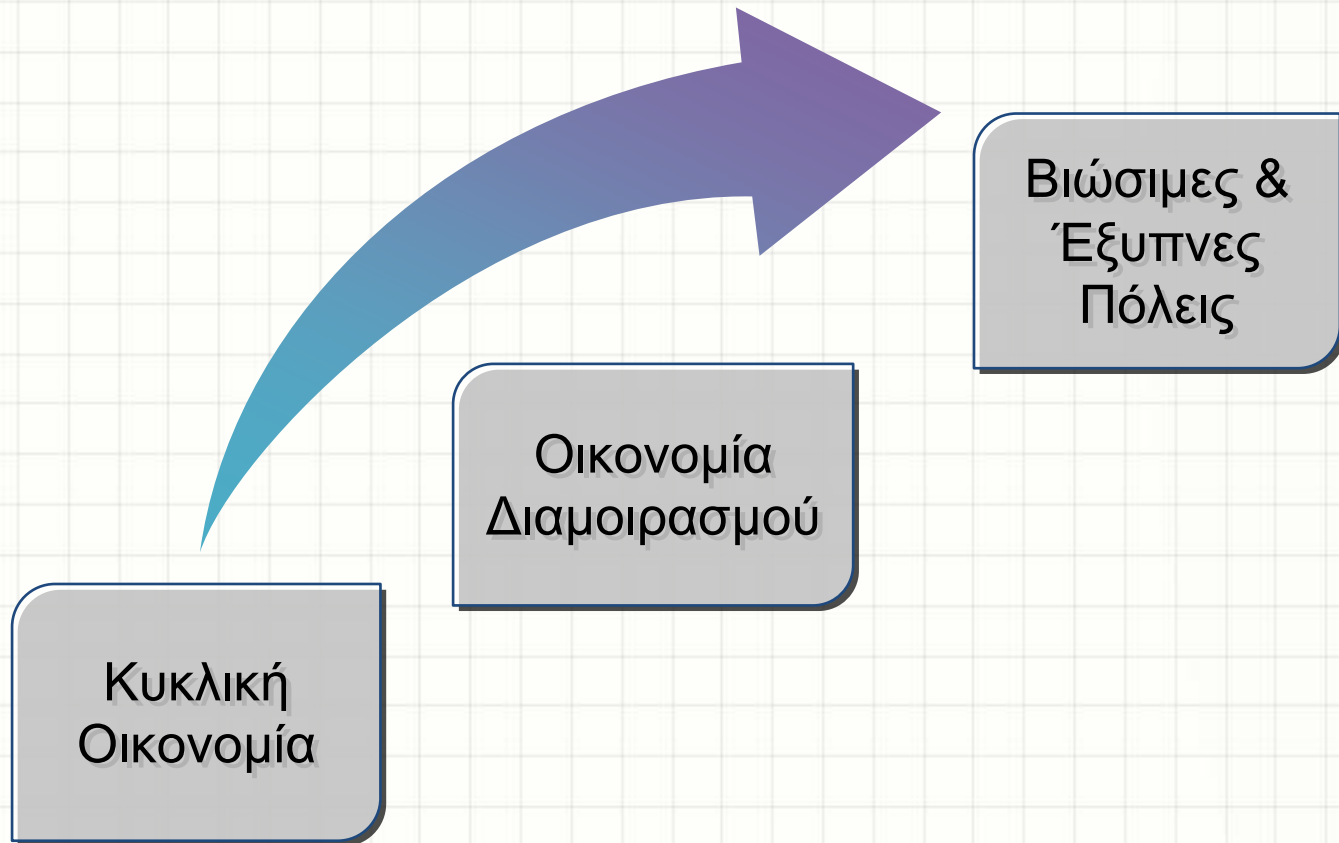 Βιώσιμες &
Έξυπνες
Πόλεις
Οικονομία
Διαμοιρασμού
Κυκλική
Οικονομία